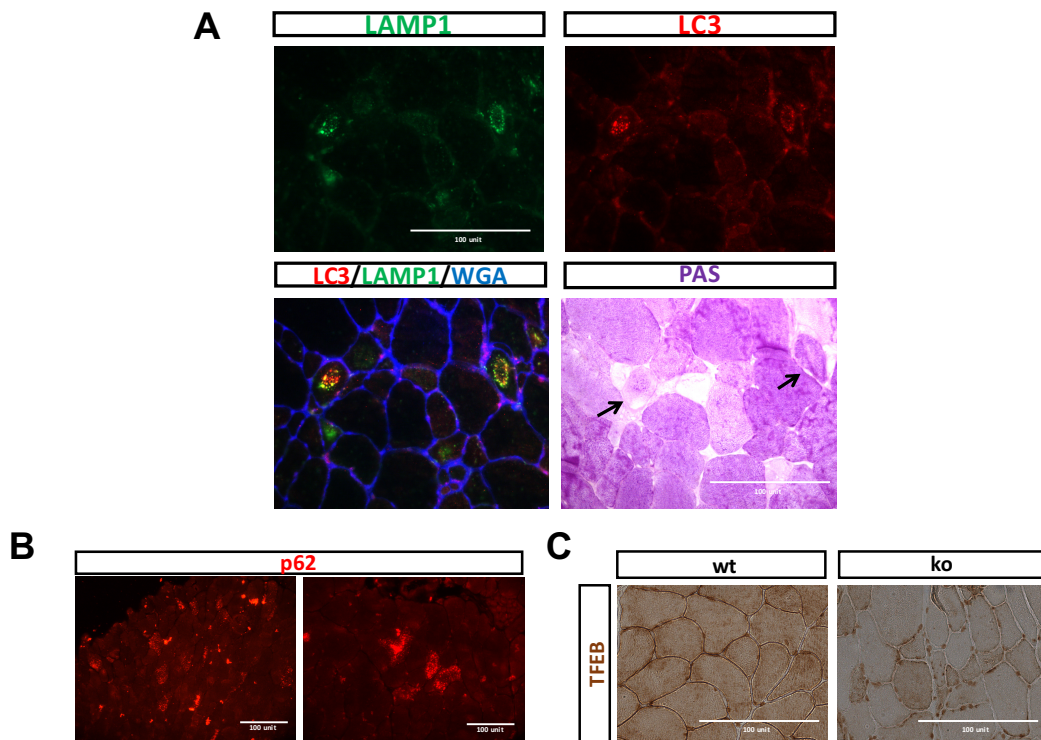 A
LAMP1
LC3
100 unit
LC3/LAMP1/WGA
PAS
100 unit
B
p62
100 unit
100 unit
C
wt
ko
TFEB
100 unit
100 unit